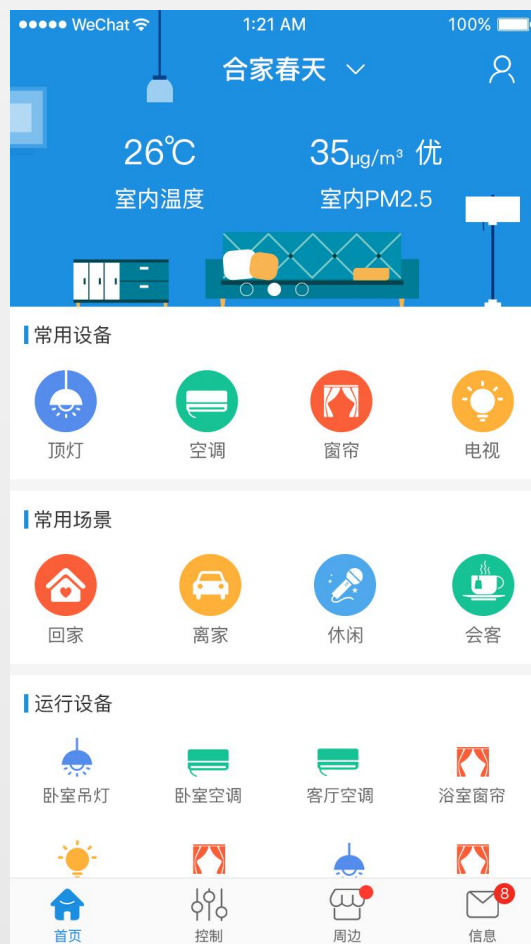 WeChat 1:21 AM 100%
合家春天
26℃ 35μg/m³ 优
室内温度 室内PM2.5
常用设备
顶灯 空调 窗帘 电视
常用场景
回家 离家 休闲 会客
运行设备
卧室吊灯 卧室空调 客厅空调 浴室窗帘
8
首页 控制 周边 信息